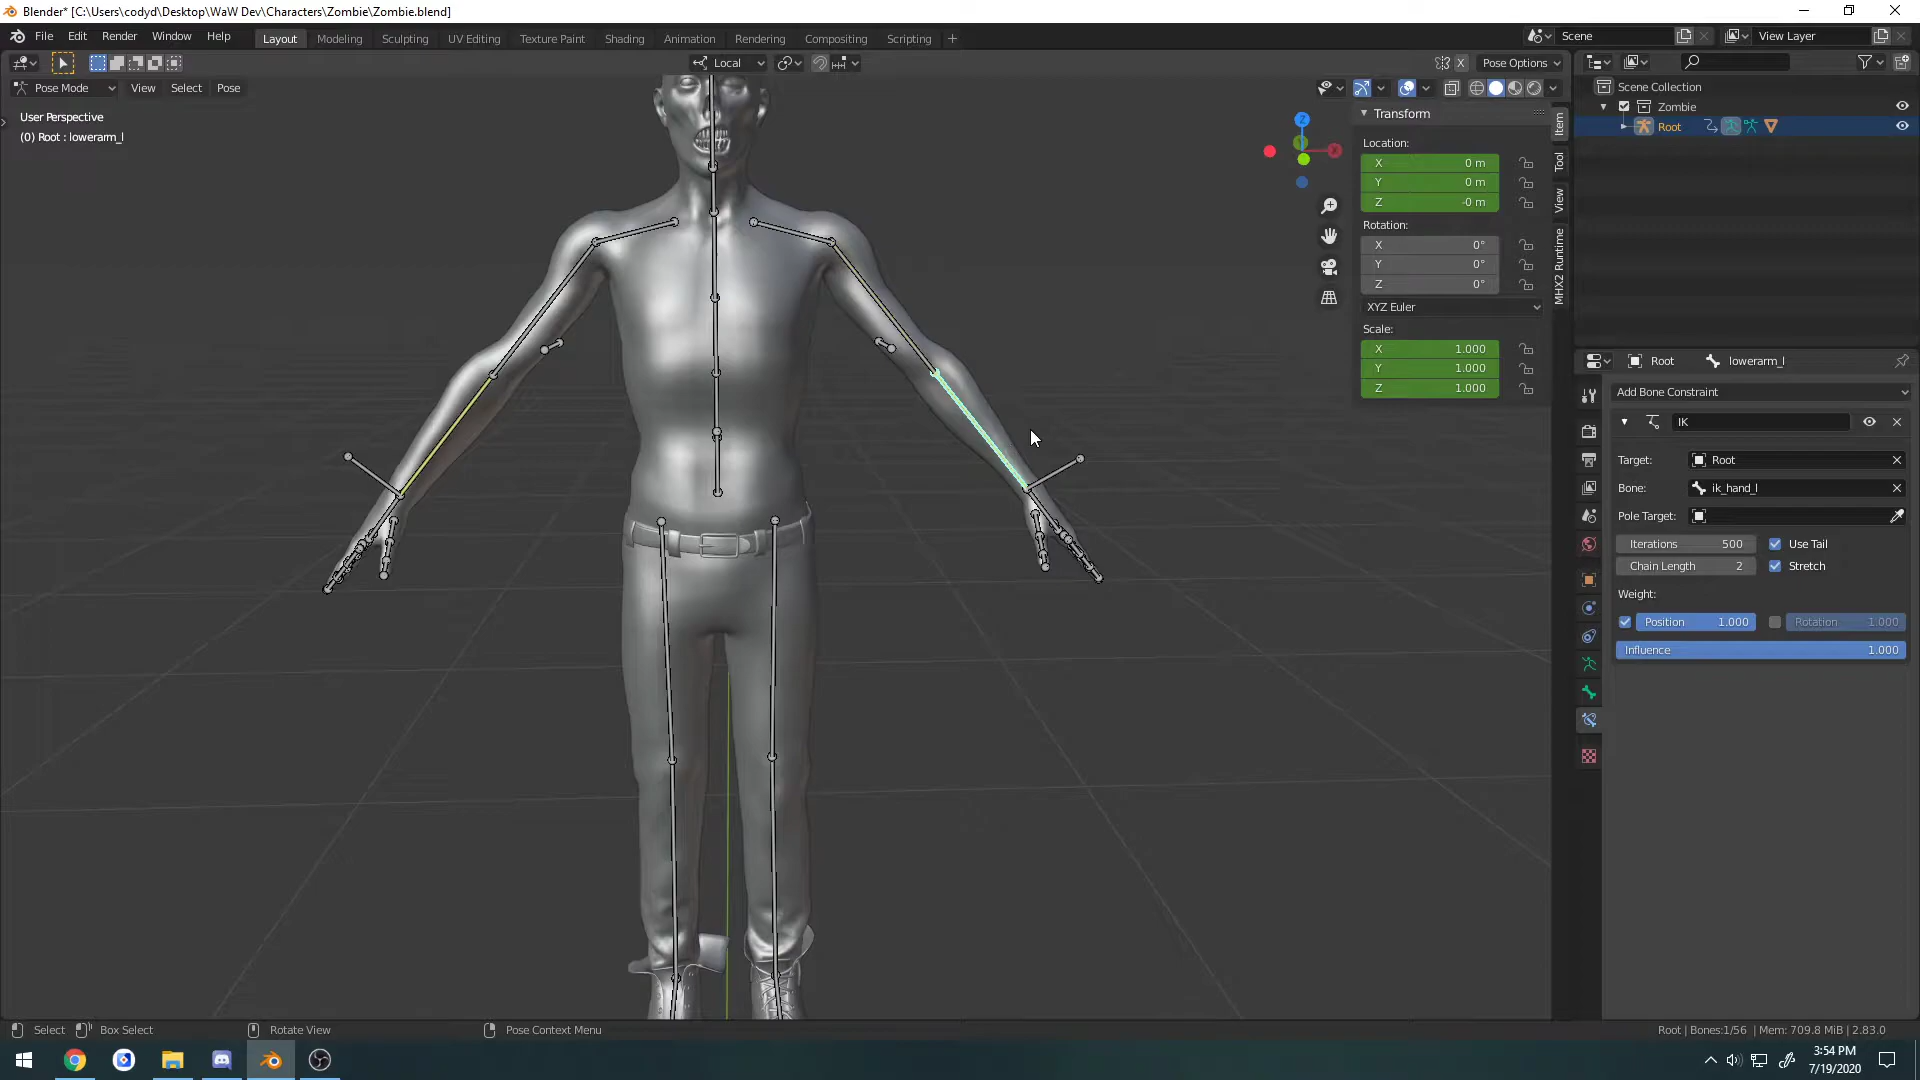 Blender* [C:\Users\codyd\Desktop\WaW Dev\Characters\Zombie\Zombie.blend]
File Edit Render Window Help Layout Modeling Sculpting UV Editing Texture Paint Shading Animation Rendering Compositing Scripting + Scene View Layer
Local X Pose Options
Pose Mode View Select Pose
User Perspective
(0) Root : lowerarm_l
Z
X
Transform
Location:
X 0 m
Y 0 m
Z -0 m
Rotation:
X 0°
Y 0°
Z 0°
XYZ Euler
Scale:
X 1.000
Y 1.000
Z 1.000
Item
Tool
View
MHX2 Runtime
Scene Collection
Zombie
Root
Root lowerarm_l
Add Bone Constraint
IK
Target: Root
Bone: ik_hand_l
Pole Target:
Iterations 500 Use Tail
Chain Length 2 Stretch
Weight:
Position 1.000 Rotation 1.000
Influence 1.000
Select Box Select Rotate View Pose Context Menu Root | Bones:1/56 | Mem: 709.8 MiB | 2.83.0
3:54 PM
7/19/2020